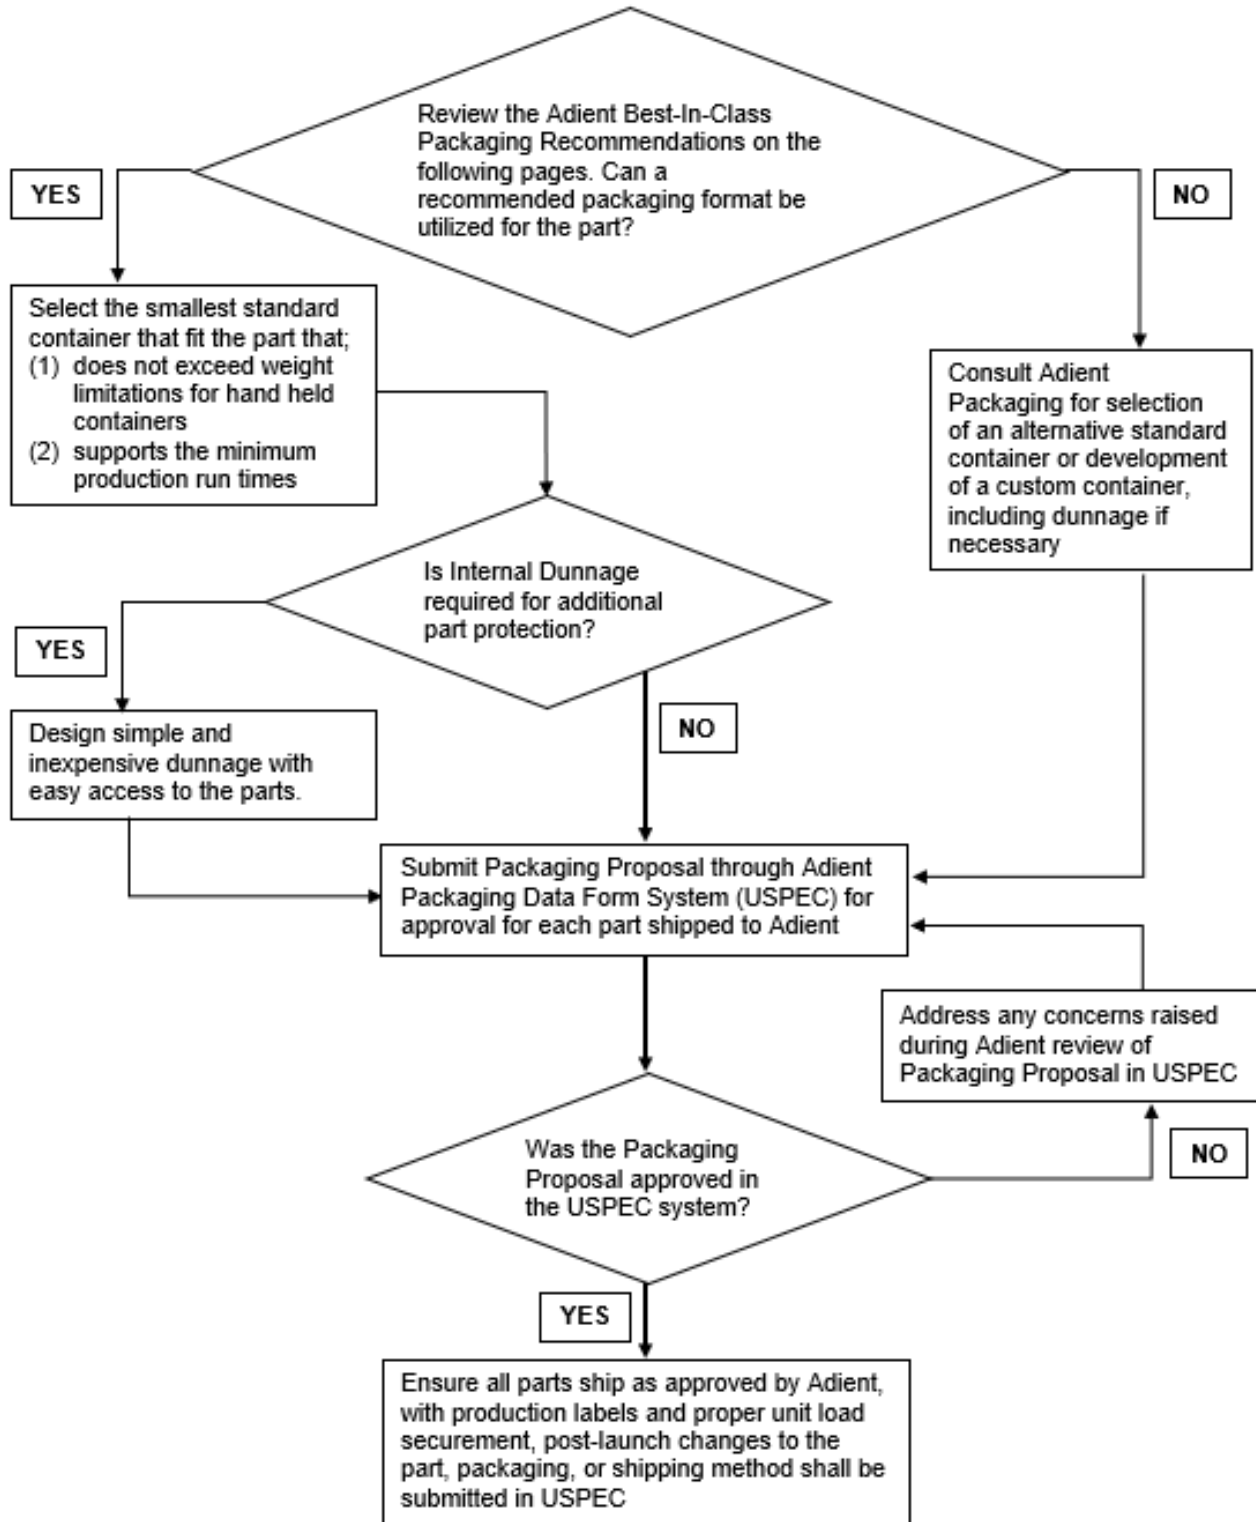 Review the Adient Best-In-Class
Packaging Recommendations on the
following pages. Can a
recommended packaging format be
utilized for the part?
YES
NO
Select the smallest standard
container that fit the part that;
(1) does not exceed weight
limitations for hand held
containers
(2) supports the minimum
production run times
Consult Adient
Packaging for selection
of an alternative standard
container or development
of a custom container,
including dunnage if
necessary
Is Internal Dunnage
required for additional
part protection?
YES
NO
Design simple and
inexpensive dunnage with
easy access to the parts.
Submit Packaging Proposal through Adient
Packaging Data Form System (USPEC) for
approval for each part shipped to Adient
Address any concerns raised
during Adient review of
Packaging Proposal in USPEC
Was the Packaging
Proposal approved in
the USPEC system?
NO
YES
Ensure all parts ship as approved by Adient,
with production labels and proper unit load
securement, post-launch changes to the
part, packaging, or shipping method shall be
submitted in USPEC